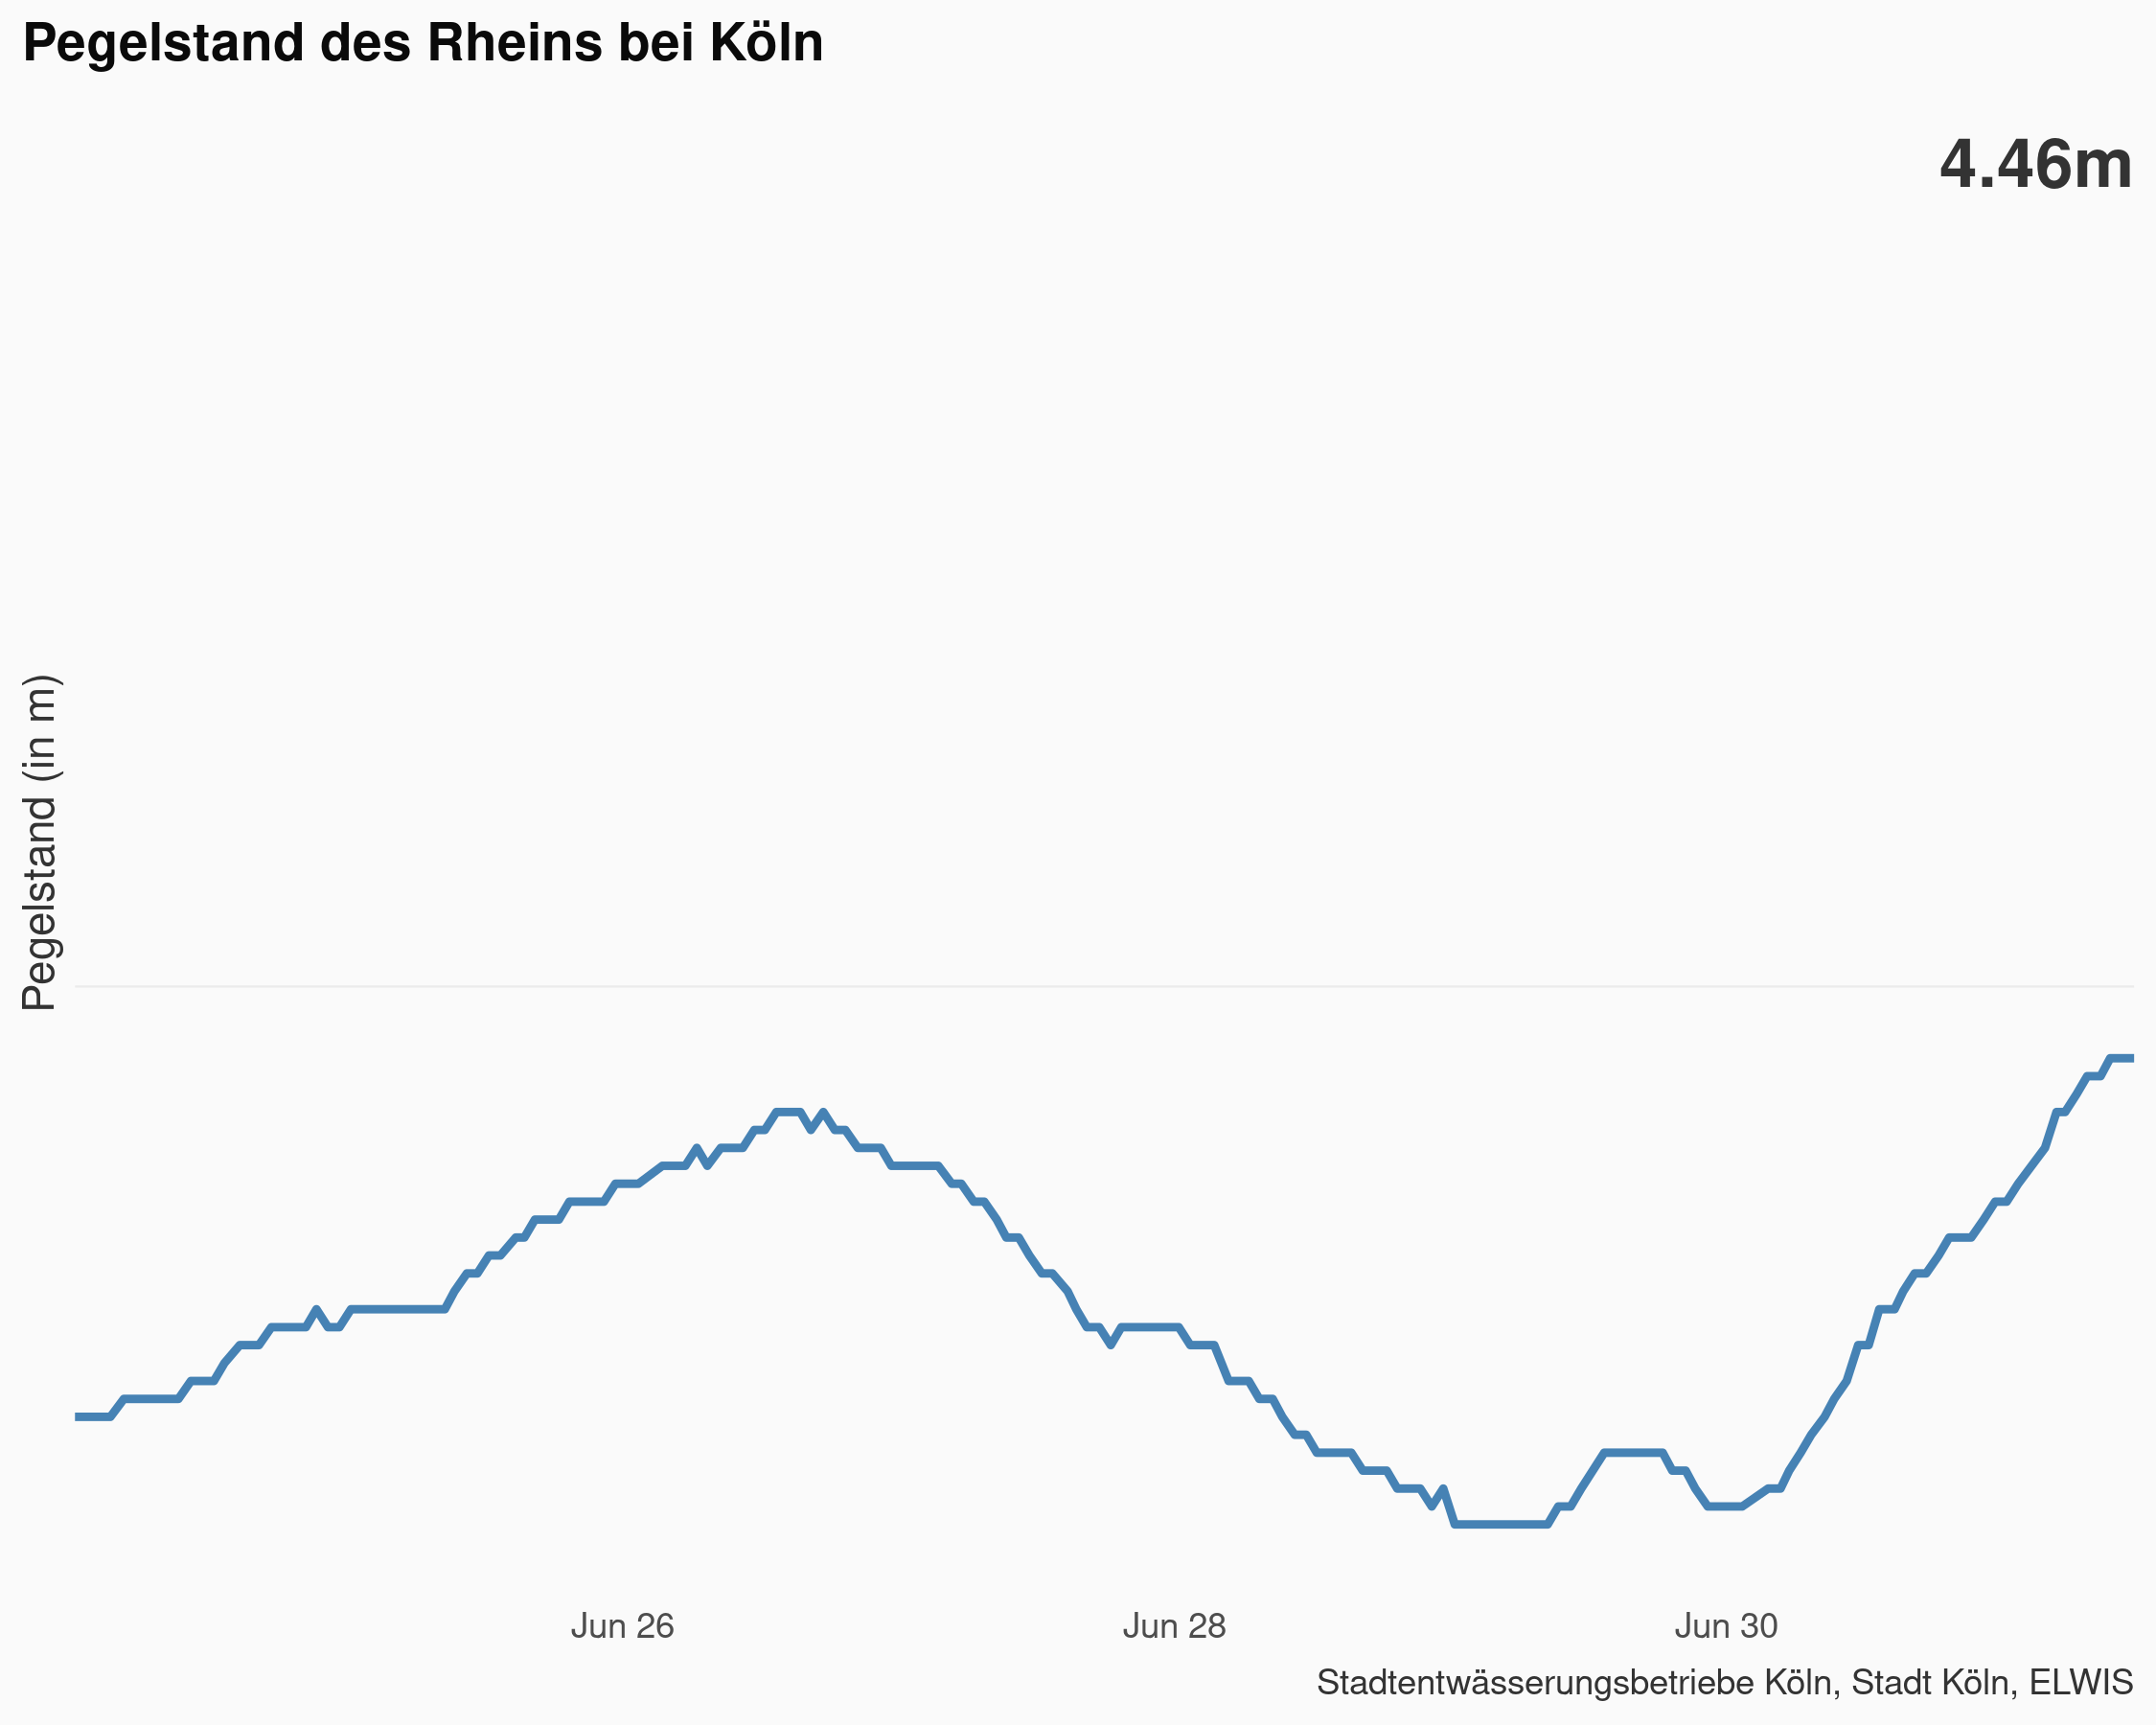 Pegelstand des Rheins bei Köln
4.46m
Pegelstand (in m)
Jun 26
Jun 28
Jun 30
Stadtentwässerungsbetriebe Köln, Stadt Köln, ELWIS